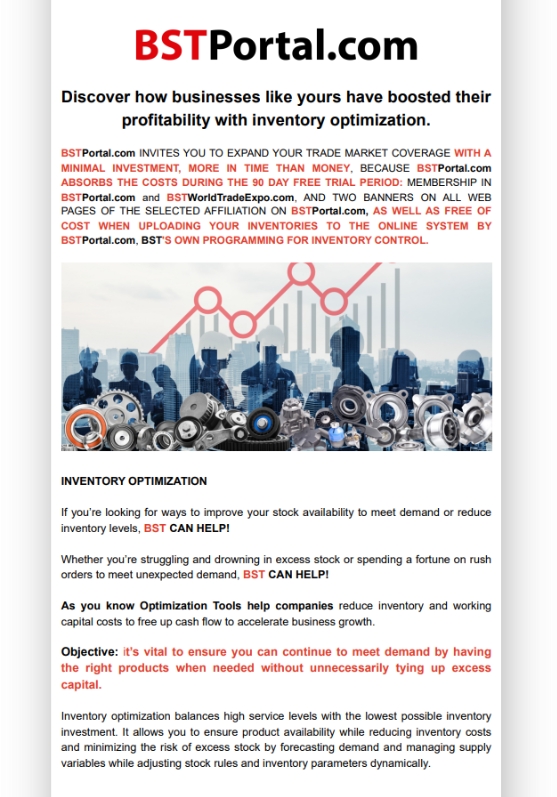 BSTPortal.com
Discover how businesses like yours have boosted their
profitability with inventory optimization.
BSTPortal.com INVITES YOU TO EXPAND YOUR TRADE MARKET COVERAGE WITH A
MINIMAL INVESTMENT, MORE IN TIME THAN MONEY, BECAUSE BSTPortal.com
ABSORBS THE COSTS DURING THE 90 DAY FREE TRIAL PERIOD: MEMBERSHIP IN
BSTPortal.com and BSTWorldTradeExpo.com, AND TWO BANNERS ON ALL WEB
PAGES OF THE SELECTED AFFILIATION ON BSTPortal.com, AS WELL AS FREE OF
COST WHEN UPLOADING YOUR INVENTORIES TO THE ONLINE SYSTEM BY
BSTPortal.com, BST'S OWN PROGRAMMING FOR INVENTORY CONTROL.
INVENTORY OPTIMIZATION
If you're looking for ways to improve your stock availability to meet demand or reduce
inventory levels, BST CAN HELP!
Whether you're struggling and drowning in excess stock or spending a fortune on rush
orders to meet unexpected demand, BST CAN HELP!
As you know Optimization Tools help companies reduce inventory and working
capital costs to free up cash flow to accelerate business growth.
Objective: it's vital to ensure you can continue to meet demand by having
the right products when needed without unnecessarily tying up excess
capital.
Inventory optimization balances high service levels with the lowest possible inventory
investment. It allows you to ensure product availability while reducing inventory costs
and minimizing the risk of excess stock by forecasting demand and managing supply
variables while adjusting stock rules and inventory parameters dynamically.